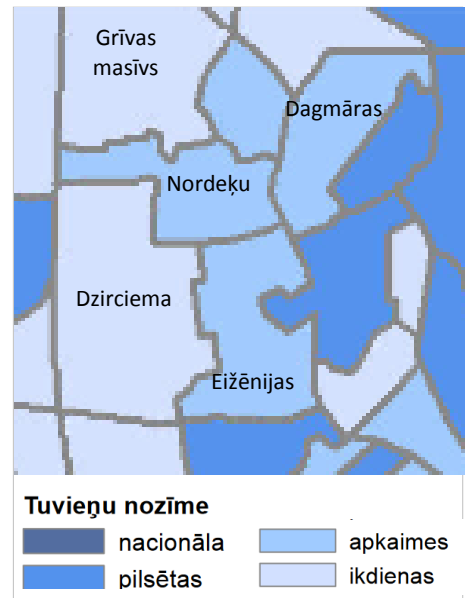 Grīvas
masīvs
Dagmāras
Nordeķu
Dzirciema
Eižēnijas
Tuvieņu nozīme
nacionāla
apkaimes
pilsētas
ikdienas